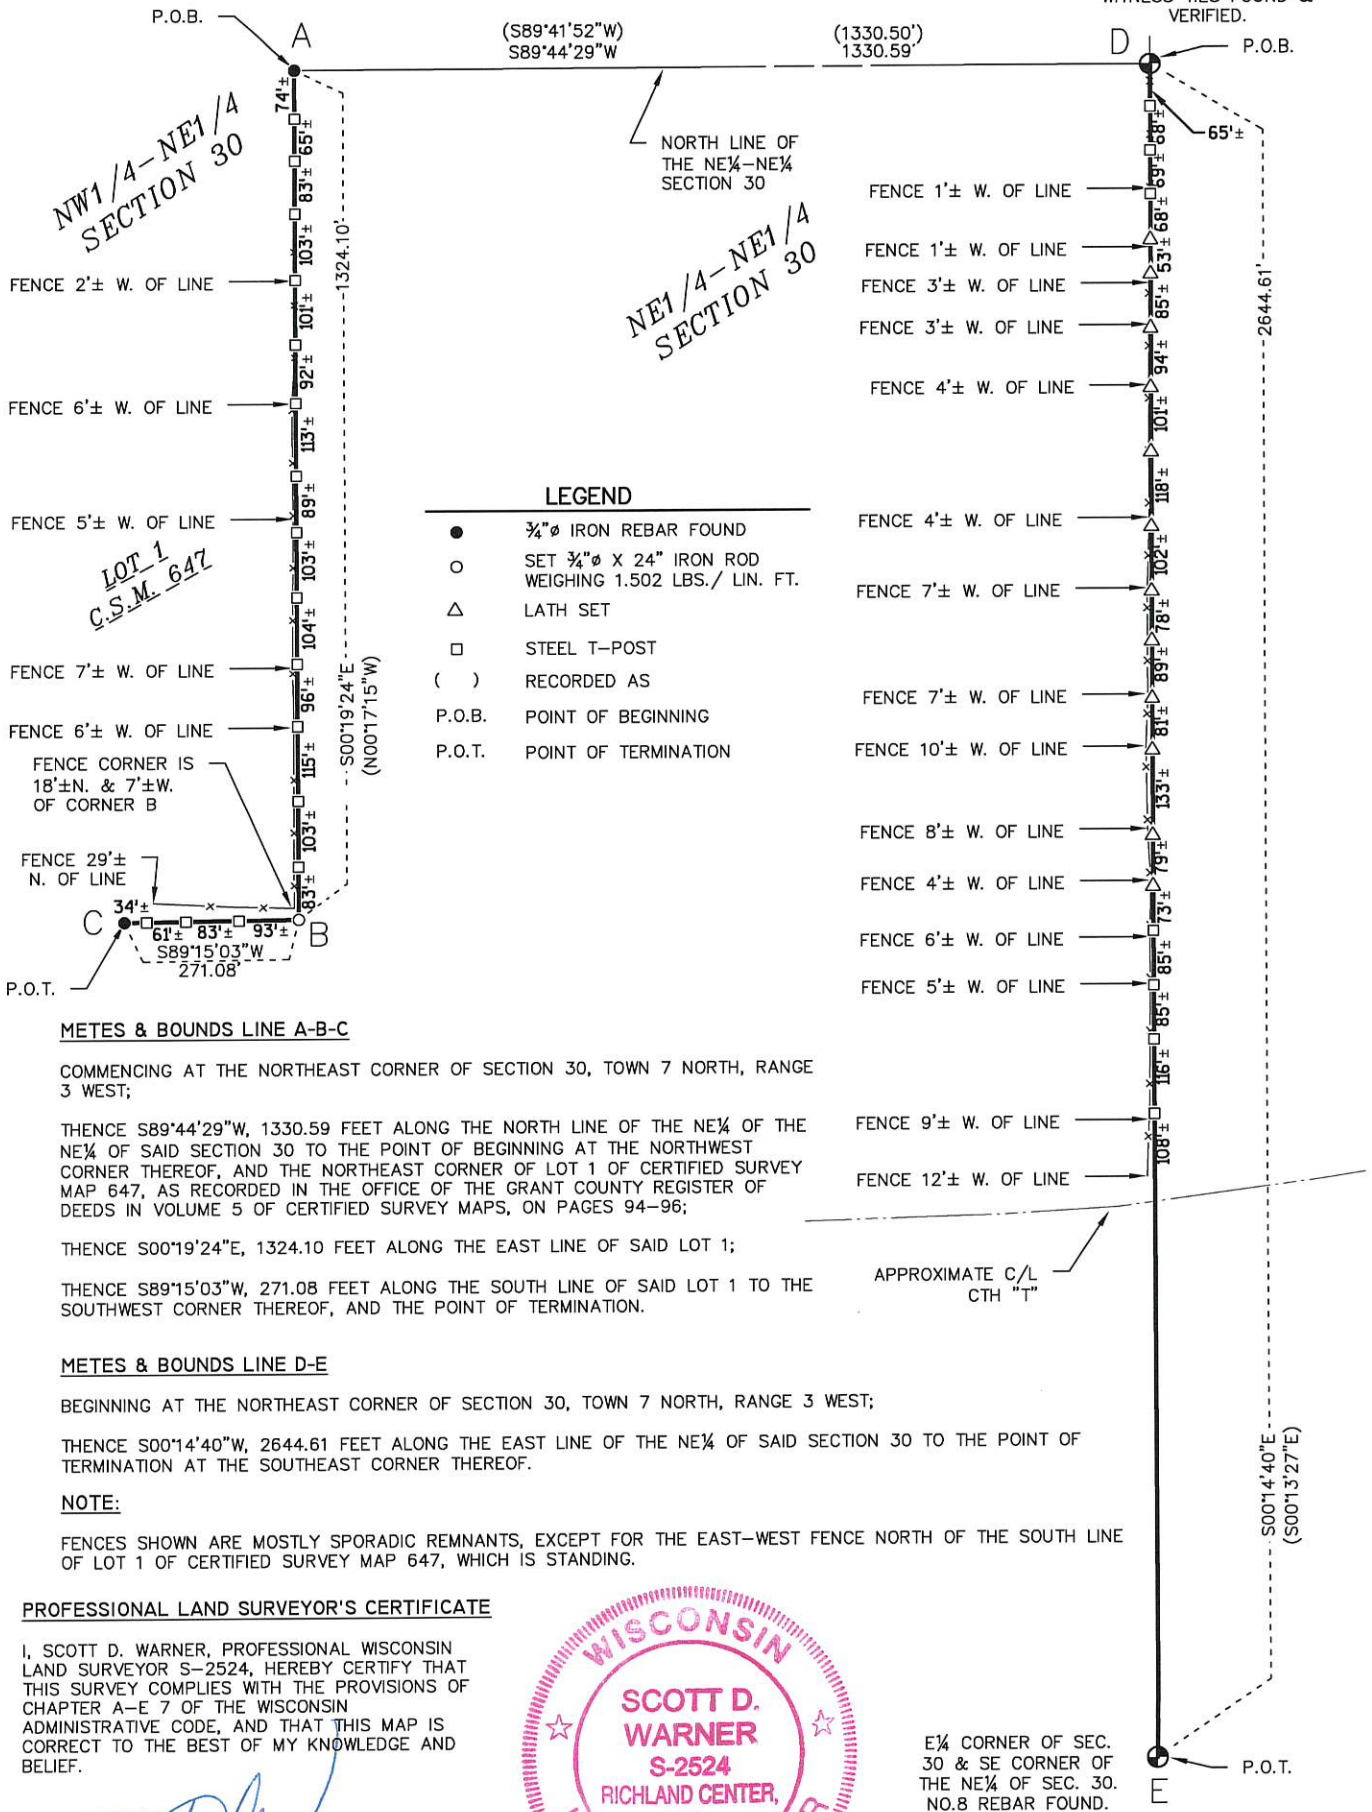 WITNESS TIES FOUND &
VERIFIED.
P.O.B.
A
(S89°41'52"W)
S89°44'29"W
(1330.50')
1330.59'
D
P.O.B.
NORTH LINE OF
THE NE¼-NE¼
SECTION 30
NW1/4-NE1/4
SECTION 30
NE1/4-NE1/4
SECTION 30
74'±
65'±
83'±
103'±
101'±
92'±
113'±
89'±
103'±
104'±
96'±
115'±
103'±
83'±
1324.10'
S00°19'24"E
(N00°17'15"W)
FENCE 2'± W. OF LINE
FENCE 6'± W. OF LINE
FENCE 5'± W. OF LINE
LOT 1
C.S.M. 647
FENCE 7'± W. OF LINE
FENCE 6'± W. OF LINE
FENCE CORNER IS
18'±N. & 7'±W.
OF CORNER B
FENCE 29'±
N. OF LINE
34'±
C
61'± 83'± 93'±
B
S89°15'03"W
271.08'
P.O.T.
LEGEND
¾"ø IRON REBAR FOUND
SET ¾"ø X 24" IRON ROD
WEIGHING 1.502 LBS./ LIN. FT.
LATH SET
STEEL T-POST
( ) RECORDED AS
P.O.B. POINT OF BEGINNING
P.O.T. POINT OF TERMINATION
65'±
68'±
69'±
68'±
53'±
85'±
94'±
101'±
118'±
102'±
78'±
89'±
81'±
133'±
79'±
73'±
85'±
85'±
116'±
108'±
2644.61'
S00°14'40"E
(S00°13'27"E)
FENCE 1'± W. OF LINE
FENCE 1'± W. OF LINE
FENCE 3'± W. OF LINE
FENCE 3'± W. OF LINE
FENCE 4'± W. OF LINE
FENCE 4'± W. OF LINE
FENCE 7'± W. OF LINE
FENCE 7'± W. OF LINE
FENCE 10'± W. OF LINE
FENCE 8'± W. OF LINE
FENCE 4'± W. OF LINE
FENCE 6'± W. OF LINE
FENCE 5'± W. OF LINE
FENCE 9'± W. OF LINE
FENCE 12'± W. OF LINE
APPROXIMATE C/L
CTH "T"
METES & BOUNDS LINE A-B-C
COMMENCING AT THE NORTHEAST CORNER OF SECTION 30, TOWN 7 NORTH, RANGE
3 WEST;
THENCE S89°44'29"W, 1330.59 FEET ALONG THE NORTH LINE OF THE NE¼ OF THE
NE¼ OF SAID SECTION 30 TO THE POINT OF BEGINNING AT THE NORTHWEST
CORNER THEREOF, AND THE NORTHEAST CORNER OF LOT 1 OF CERTIFIED SURVEY
MAP 647, AS RECORDED IN THE OFFICE OF THE GRANT COUNTY REGISTER OF
DEEDS IN VOLUME 5 OF CERTIFIED SURVEY MAPS, ON PAGES 94-96;
THENCE S00°19'24"E, 1324.10 FEET ALONG THE EAST LINE OF SAID LOT 1;
THENCE S89°15'03"W, 271.08 FEET ALONG THE SOUTH LINE OF SAID LOT 1 TO THE
SOUTHWEST CORNER THEREOF, AND THE POINT OF TERMINATION.
METES & BOUNDS LINE D-E
BEGINNING AT THE NORTHEAST CORNER OF SECTION 30, TOWN 7 NORTH, RANGE 3 WEST;
THENCE S00°14'40"W, 2644.61 FEET ALONG THE EAST LINE OF THE NE¼ OF SAID SECTION 30 TO THE POINT OF
TERMINATION AT THE SOUTHEAST CORNER THEREOF.
NOTE:
FENCES SHOWN ARE MOSTLY SPORADIC REMNANTS, EXCEPT FOR THE EAST-WEST FENCE NORTH OF THE SOUTH LINE
OF LOT 1 OF CERTIFIED SURVEY MAP 647, WHICH IS STANDING.
PROFESSIONAL LAND SURVEYOR'S CERTIFICATE
I, SCOTT D. WARNER, PROFESSIONAL WISCONSIN
LAND SURVEYOR S-2524, HEREBY CERTIFY THAT
THIS SURVEY COMPLIES WITH THE PROVISIONS OF
CHAPTER A-E 7 OF THE WISCONSIN
ADMINISTRATIVE CODE, AND THAT THIS MAP IS
CORRECT TO THE BEST OF MY KNOWLEDGE AND
BELIEF.
WISCONSIN
SCOTT D.
WARNER
S-2524
RICHLAND CENTER,
E¼ CORNER OF SEC.
30 & SE CORNER OF
THE NE¼ OF SEC. 30.
NO.8 REBAR FOUND.
E
P.O.T.